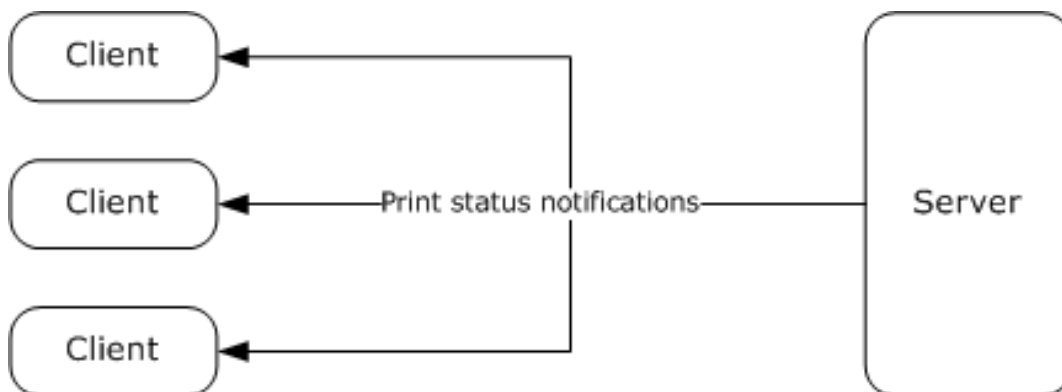 Client
Client
Print status notifications
Server
Client